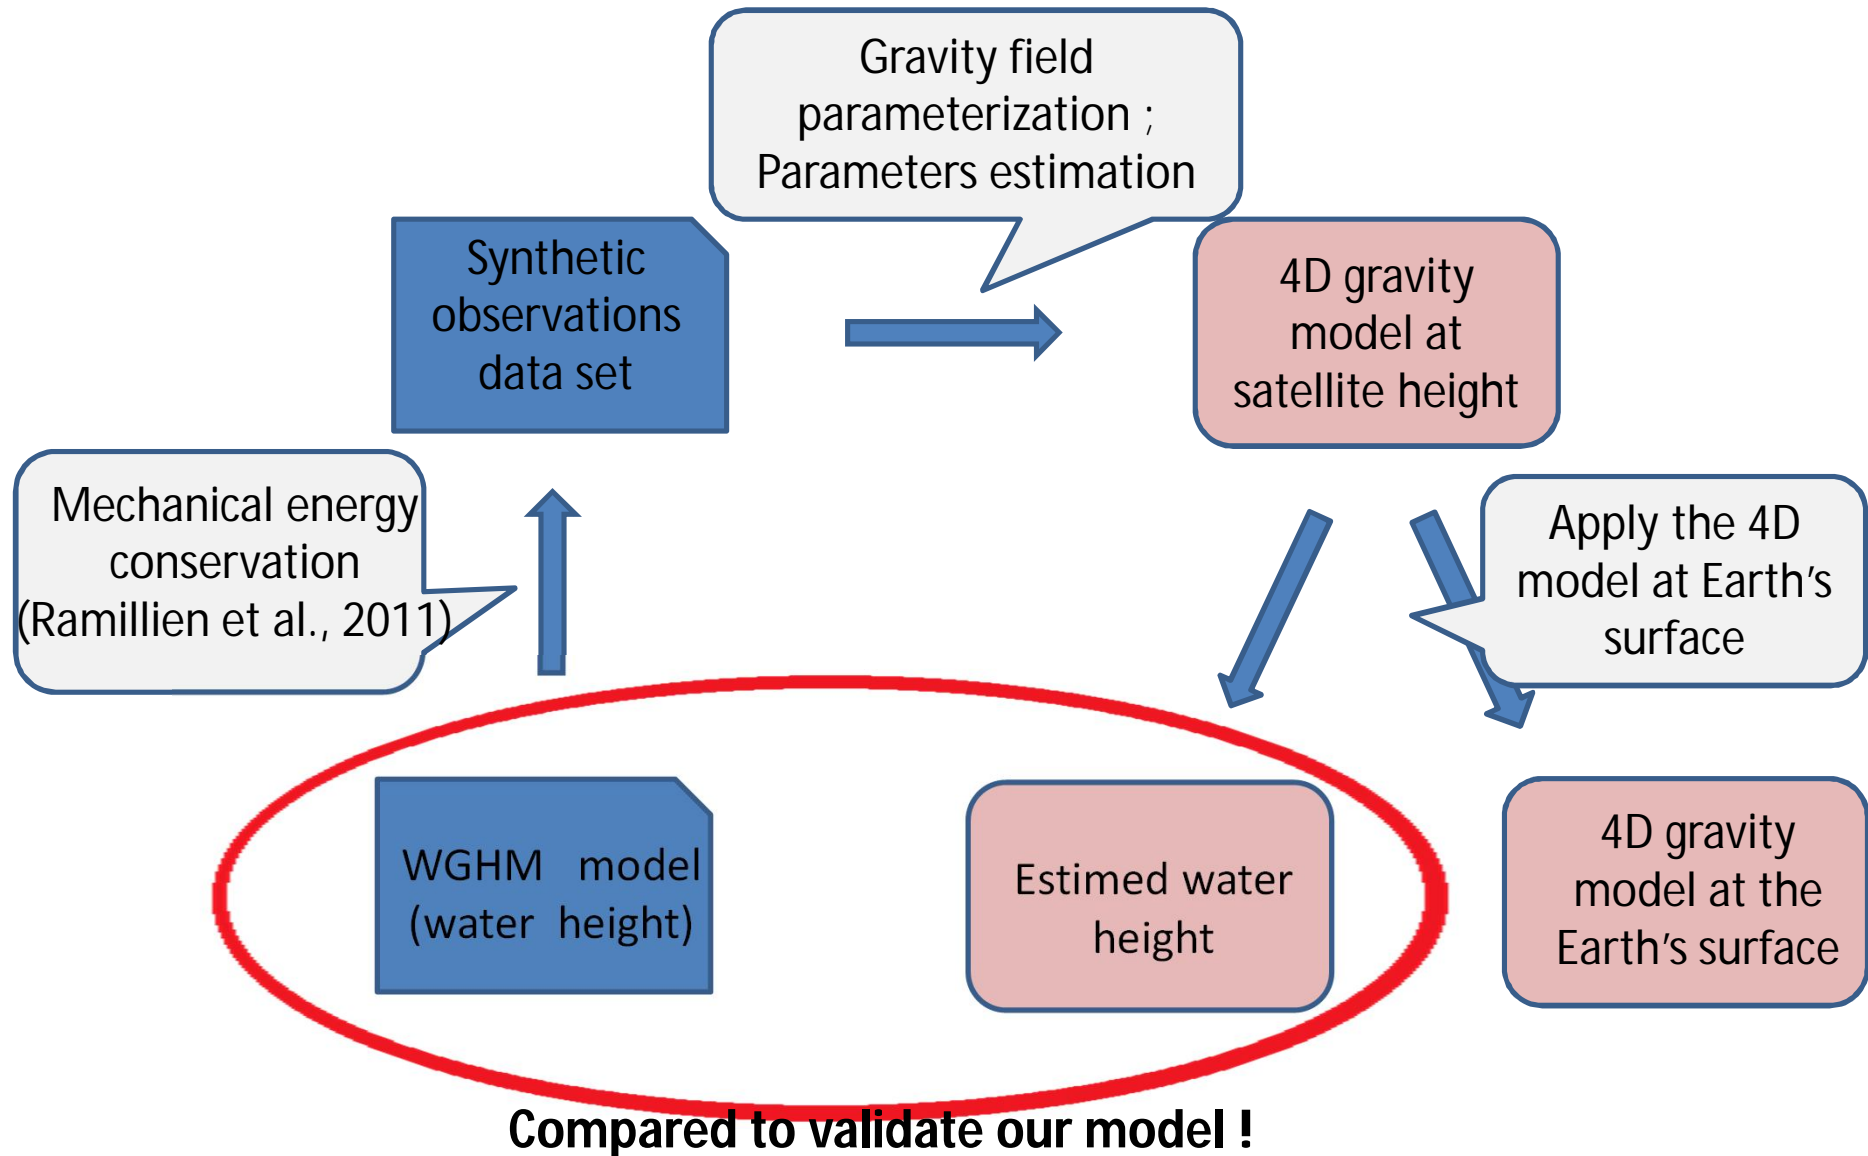 Gravity field
parameterization ;
Parameters estimation
Synthetic
observations
data set
4D gravity
model at
satellite height
Mechanical energy
conservation
(Ramillien et al., 2011)
Apply the 4D
model at Earth's
surface
WGHM model
(water height)
Estimed water
height
4D gravity
model at the
Earth's surface
Compared to validate our model !